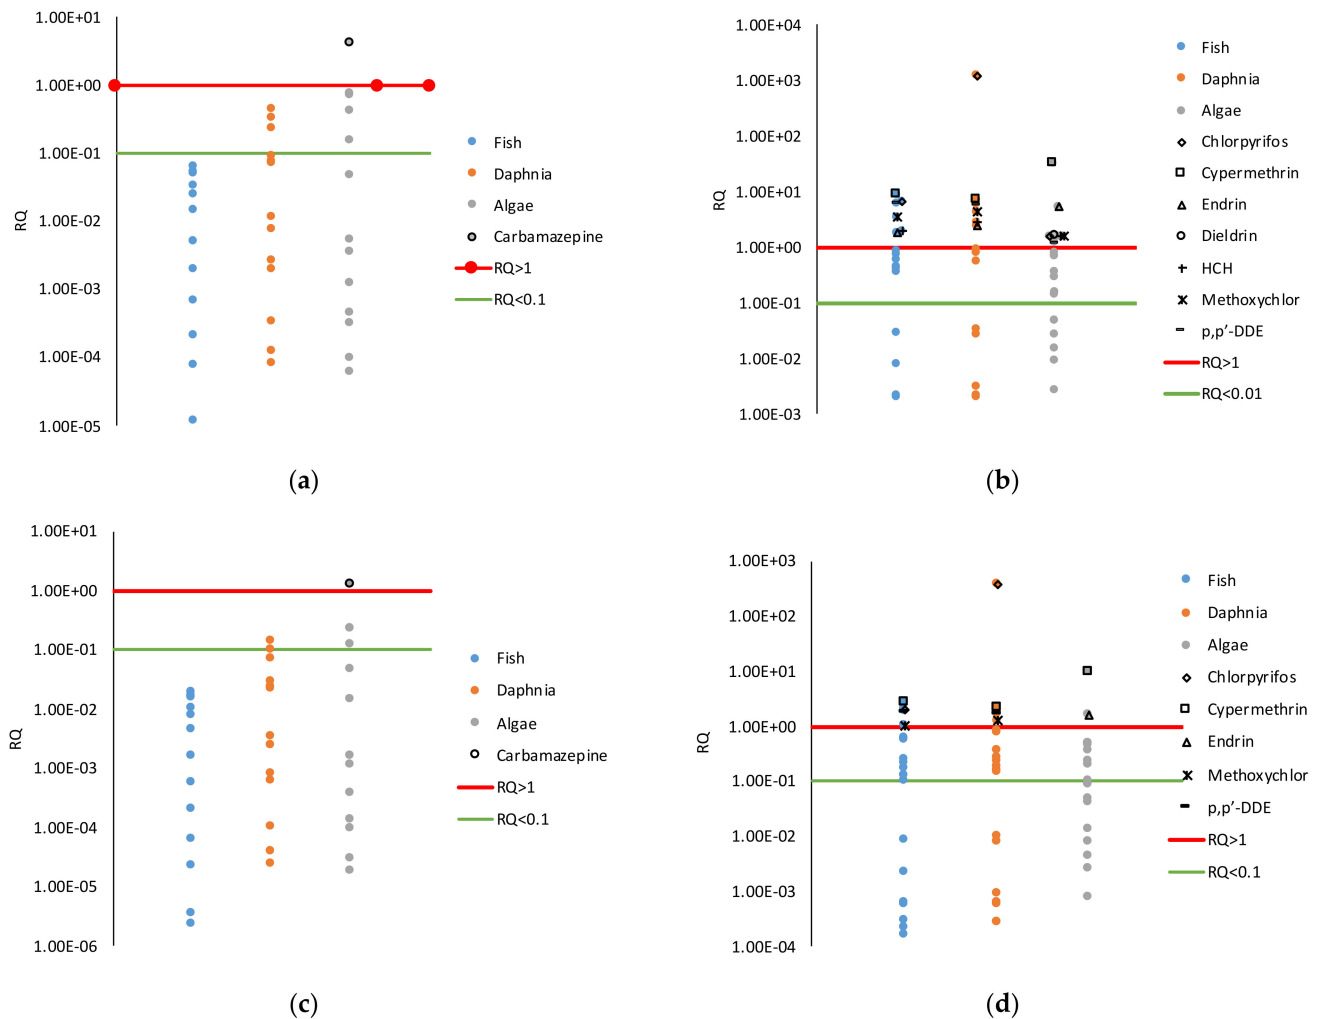 1.00E+01
1.00E+00
1.00E-01
1.00E-02
1.00E-03
1.00E-04
1.00E-05
RQ
Fish
Daphnia
Algae
Carbamazepine
RQ>1
RQ<0.1
(a)
1.00E+04
1.00E+03
1.00E+02
1.00E+01
1.00E+00
1.00E-01
1.00E-02
1.00E-03
RQ
Fish
Daphnia
Algae
Chlorpyrifos
Cypermethrin
Endrin
Dieldrin
HCH
Methoxychlor
p,p'-DDE
RQ>1
RQ<0.01
(b)
1.00E+01
1.00E+00
1.00E-01
1.00E-02
1.00E-03
1.00E-04
1.00E-05
1.00E-06
RQ
Fish
Daphnia
Algae
Carbamazepine
RQ>1
RQ<0.1
(c)
1.00E+03
1.00E+02
1.00E+01
1.00E+00
1.00E-01
1.00E-02
1.00E-03
1.00E-04
RQ
Fish
Daphnia
Algae
Chlorpyrifos
Cypermethrin
Endrin
Methoxychlor
p,p'-DDE
RQ>1
RQ<0.1
(d)